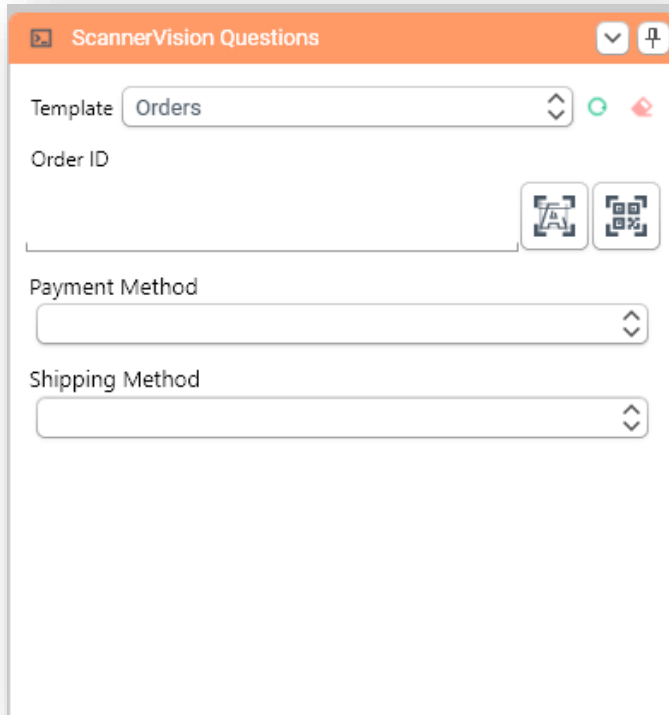 ScannerVision Questions
Template Orders
Order ID
Payment Method
Shipping Method